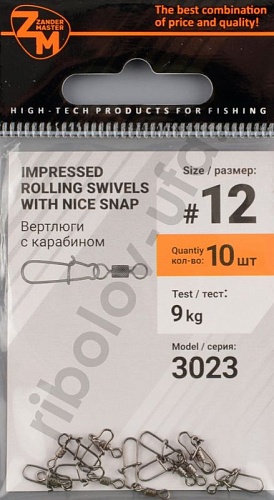 ZM
ZANDER
MASTER
The best combination
of price and quality!
HIGH-TECH PRODUCTS FOR FISHING
IMPRESSED
ROLLING SWIVELS
WITH NICE SNAP
Вертлюги
с карабином
Size / размер:
#12
Quantiy
кол-во: 10 шт
Test / тест:
9 kg
Model / серия:
3023
ribolov-ufa